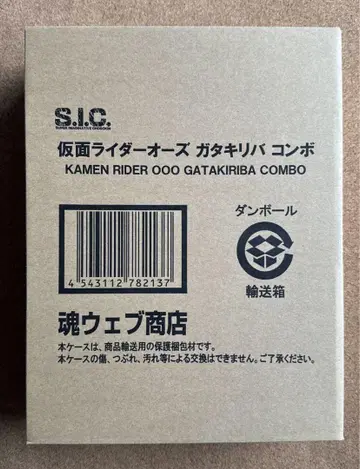 S.I.C.
SUPER IMAGINATIVE CHOGOKIN
仮面ライダーオーズ ガタキリバ コンボ
KAMEN RIDER OOO GATAKIRIBA COMBO
ダンボール
4 543112 782137
輸送箱
魂ウェブ商店
本ケースは、商品輸送用の保護梱包材です。
本ケースの傷、つぶれ、汚れ等による交換はできません。ご了承ください。